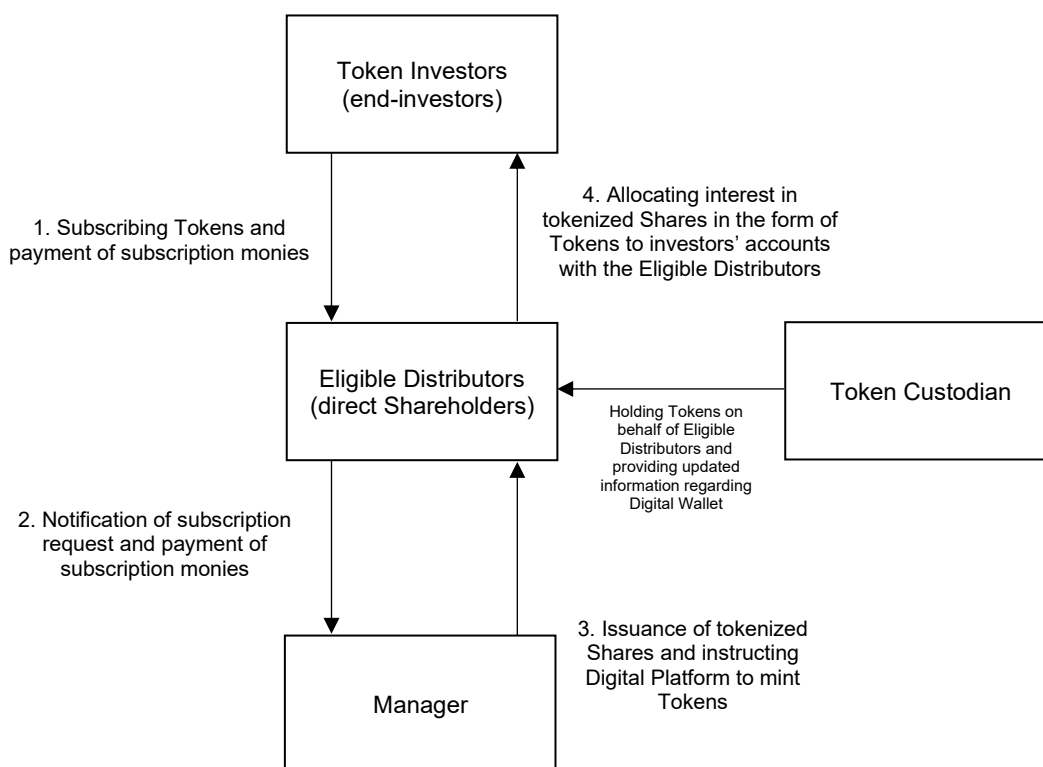 Token Investors
(end-investors)
1. Subscribing Tokens and
payment of subscription monies
4. Allocating interest in
tokenized Shares in the form of
Tokens to investors’ accounts
with the Eligible Distributors
Eligible Distributors
(direct Shareholders)
Token Custodian
Holding Tokens on
behalf of Eligible
Distributors and
providing updated
information regarding
Digital Wallet
2. Notification of subscription
request and payment of
subscription monies
3. Issuance of tokenized
Shares and instructing
Digital Platform to mint
Tokens
Manager